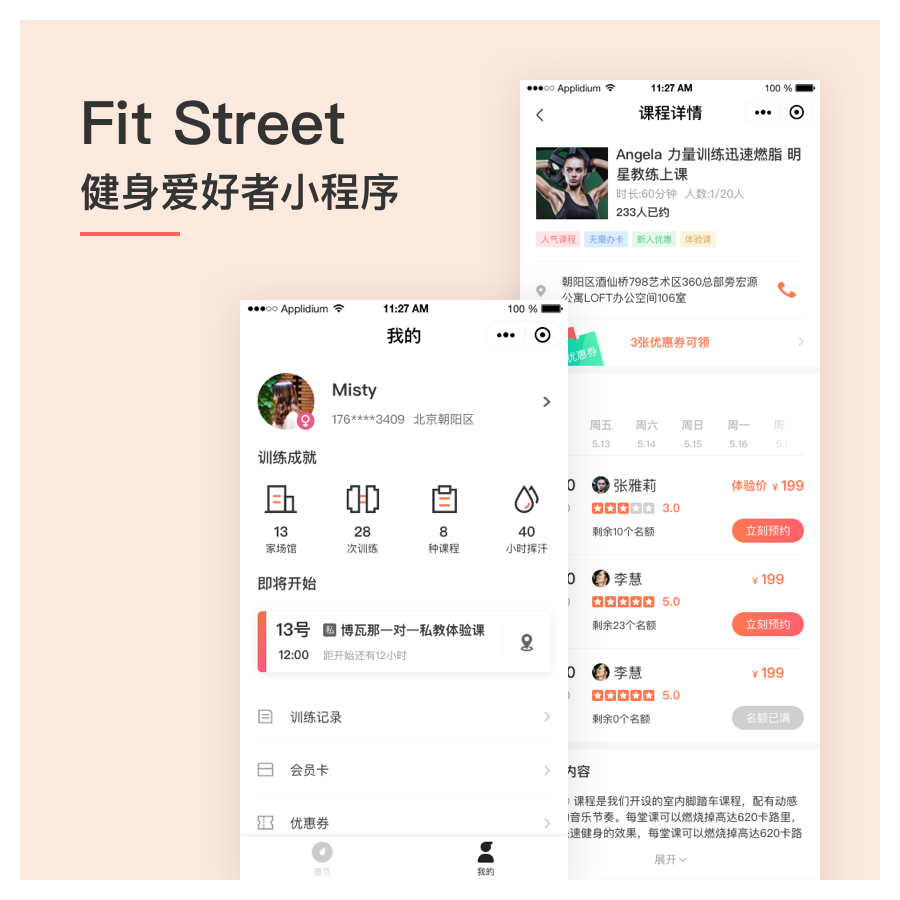 Fit Street
健身爱好者小程序
Applidium
11:27 AM
100 %
课程详情
Angela 力量训练迅速燃脂 明
星教练上课
时长:60分钟 人数:1/20人
233人已约
人气课程 无需办卡 新人优惠 体验课
朝阳区酒仙桥798艺术区360总部旁宏源
公寓LOFT办公空间106室
优惠券
3张优惠券可领
周五 周六 周日 周一
5.13 5.14 5.15 5.16
张雅莉
体验价 ¥ 199
3.0
剩余10个名额
立刻预约
李慧
¥ 199
5.0
剩余23个名额
立刻预约
李慧
¥ 199
5.0
剩余0个名额
名额已满
内容
课程是我们开设的室内脚踏车课程，配有动感
音乐节奏。每堂课可以燃烧掉高达620卡路里，
速健身的效果，每堂课可以燃烧掉高达620卡路
展开
Applidium
11:27 AM
100 %
我的
Misty
176****3409 北京朝阳区
训练成就
13 28 8 40
家场馆 次训练 种课程 小时挥汗
即将开始
13号 私 博瓦那一对一私教体验课
12:00 距开始还有12小时
训练记录
会员卡
优惠券
首页 我的